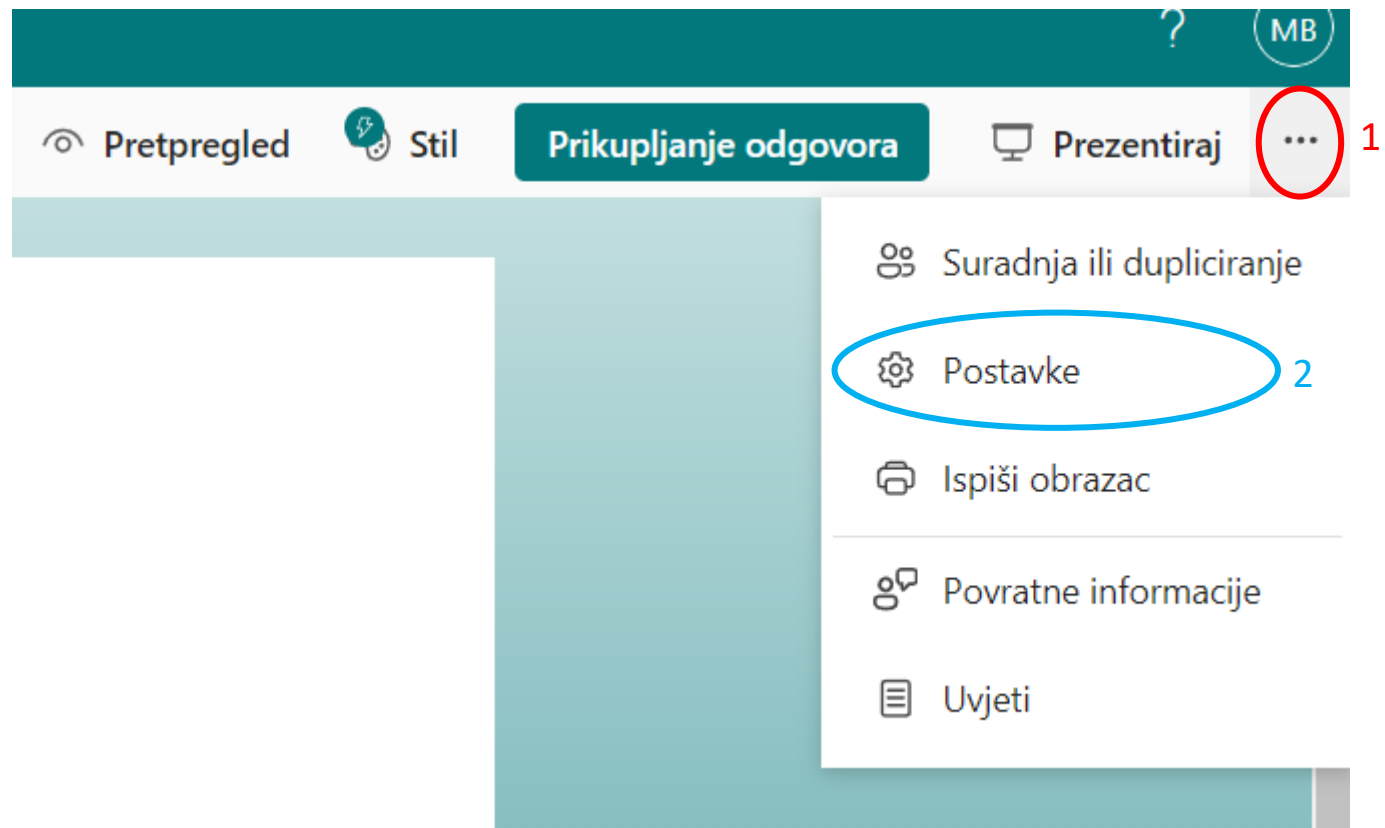 ? MB
Pretpregled Stil Prikupljanje odgovora Prezentiraj ... 1
Suradnja ili dupliciranje
Postavke 2
Ispiši obrazac
Povratne informacije
Uvjeti